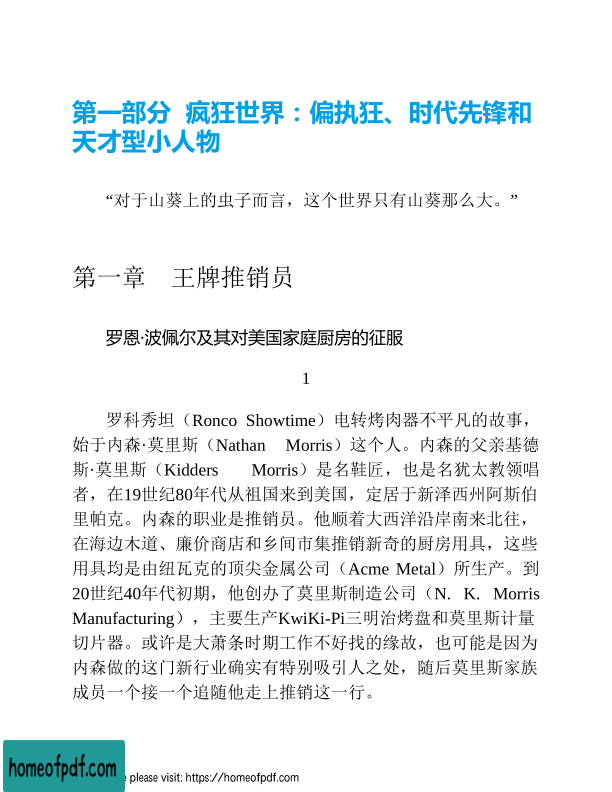 第一部分 疯狂世界：偏执狂、时代先锋和
天才型小人物
“对于山葵上的虫子而言，这个世界只有山葵那么大。”
第一章 王牌推销员
罗恩·波佩尔及其对美国家庭厨房的征服
1
罗科秀坦（Ronco Showtime）电转烤肉器不平凡的故事，
始于内森·莫里斯（Nathan Morris）这个人。内森的父亲基德
斯·莫里斯（Kidders Morris）是名鞋匠，也是名犹太教领唱
者，在19世纪80年代从祖国来到美国，定居于新泽西州阿斯伯
里帕克。内森的职业是推销员。他顺着大西洋沿岸南来北往，
在海边木道、廉价商店和乡间市集推销新奇的厨房用具，这些
用具均是由纽瓦克的顶尖金属公司（Acme Metal）所生产。到
20世纪40年代初期，他创办了莫里斯制造公司（N. K. Morris
Manufacturing），主要生产KwiKi-Pi三明治烤盘和莫里斯计量
切片器。或许是大萧条时期工作不好找的缘故，也可能是因为
内森做的这门新行业确实有特别吸引人之处，随后莫里斯家族
成员一个接一个追随他走上推销这一行。
homeofpdf.com
e please visit: https://homeofpdf.com